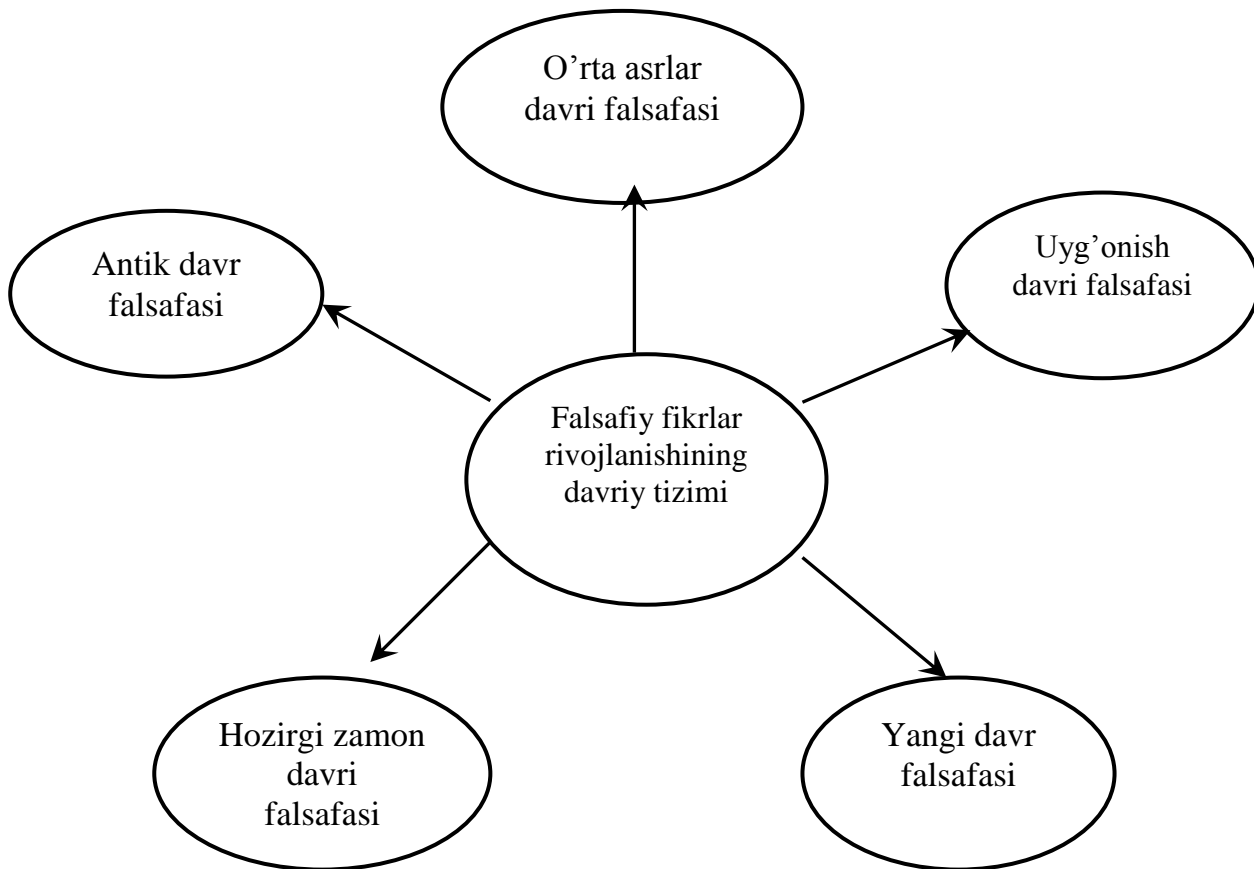 O’rta asrlar
davri falsafasi
Antik davr
falsafasi
Uyg’onish
davri falsafasi
Falsafiy fikrlar
rivojlanishining
davriy tizimi
Hozirgi zamon
davri
falsafasi
Yangi davr
falsafasi